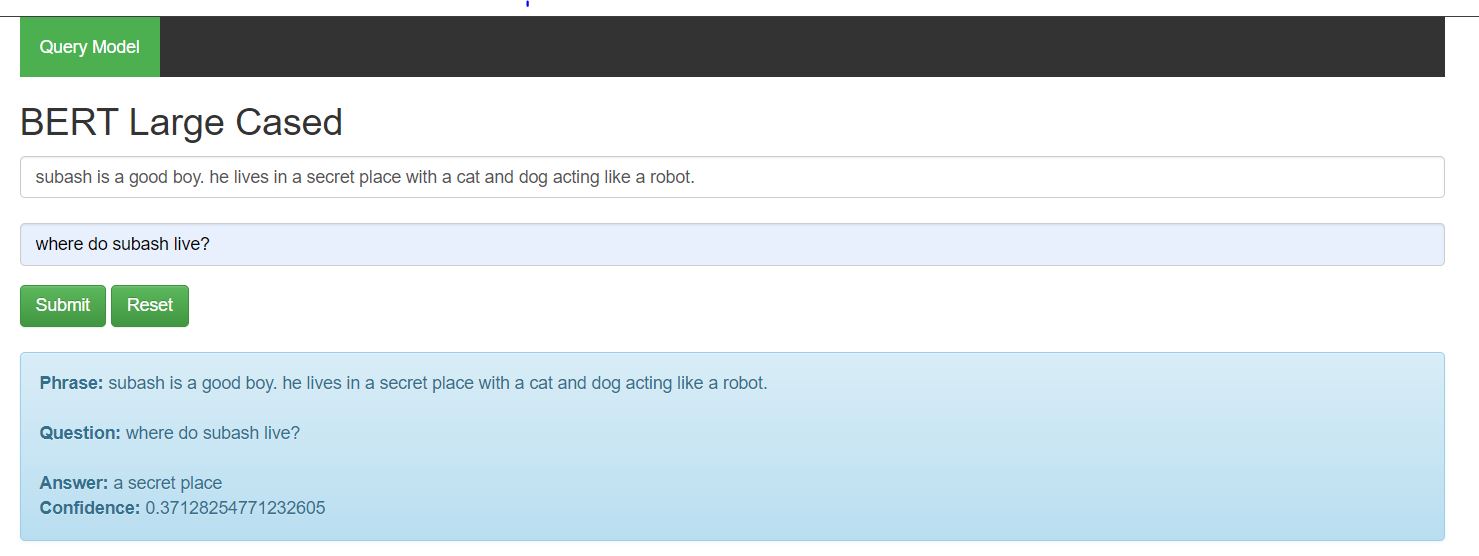 Query Model
BERT Large Cased
subash is a good boy. he lives in a secret place with a cat and dog acting like a robot.
where do subash live?
Submit Reset
Phrase: subash is a good boy. he lives in a secret place with a cat and dog acting like a robot.
Question: where do subash live?
Answer: a secret place
Confidence: 0.37128254771232605